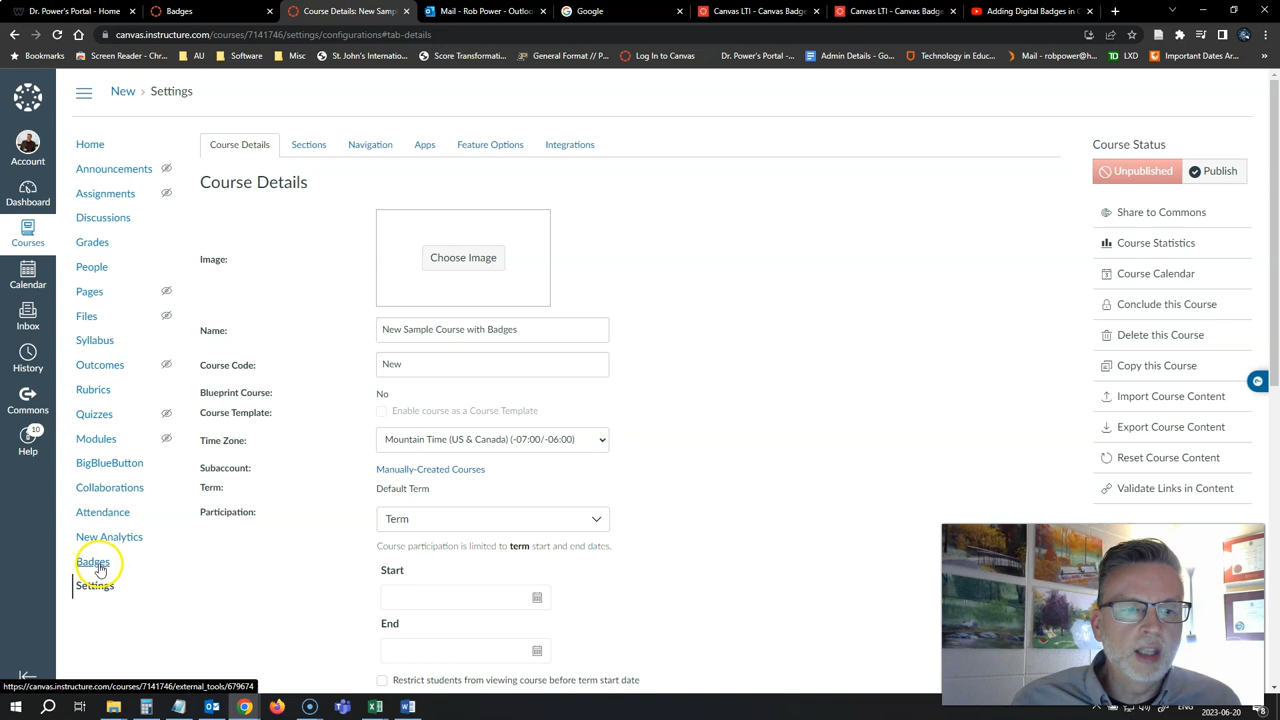 Dr. Power's Portal - Home
Badges
Course Details: New Sam
Mail - Rob Power - Outloo
Google
Canvas LTI - Canvas Badge
Canvas LTI - Canvas Badge
Adding Digital Badges in C
canvas.instructure.com/courses/7141746/settings/configurations#tab-details
Bookmarks
Screen Reader - Chr...
AU
Salmon
Misc
St. John's Internatio...
Score Transformatio...
General Format // P...
Log In to Canvas
Dr. Power's Portal -...
Admin Details - Go...
Technology in Educ...
Mail - robpower@h...
TD LXD
Important Dates Ar...
New > Settings
Account
Dashboard
Courses
Calendar
Inbox
History
Commons
10
Help
Home
Announcements
Assignments
Discussions
Grades
People
Pages
Files
Syllabus
Outcomes
Rubrics
Quizzes
Modules
BigBlueButton
Collaborations
Attendance
New Analytics
Badges
Settings
Course Details
Sections
Navigation
Apps
Feature Options
Integrations
Course Details
Image:
Choose Image
Name:
New Sample Course with Badges
Course Code:
New
Blueprint Course:
No
Course Template:
Enable course as a Course Template
Time Zone:
Mountain Time (US & Canada) (-07:00/-06:00)
Subaccount:
Manually-Created Courses
Term:
Default Term
Participation:
Term
Course participation is limited to term start and end dates.
Start
End
Restrict students from viewing course before term start date
Course Status
Unpublished
Publish
Share to Commons
Course Statistics
Course Calendar
Conclude this Course
Delete this Course
Copy this Course
Import Course Content
Export Course Content
Reset Course Content
Validate Links in Content
https://canvas.instructure.com/courses/7141746/external_tools/679674
2023-06-20